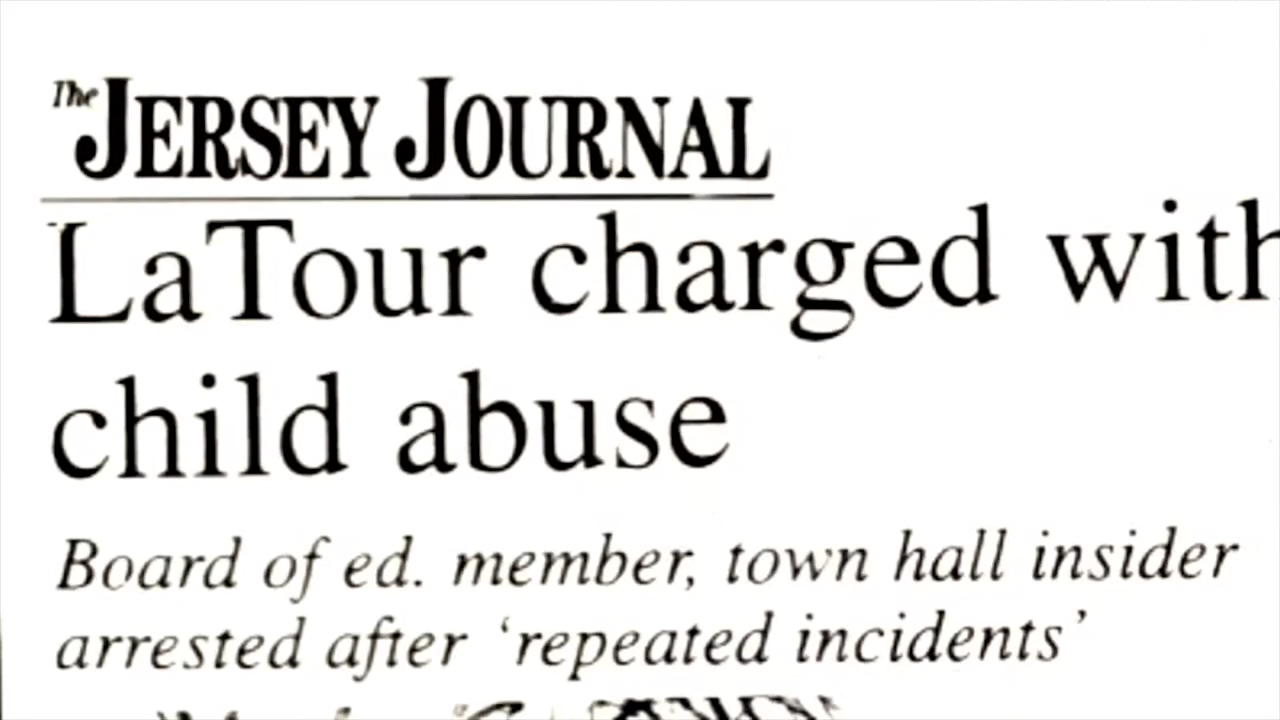 The JERSEY JOURNAL
LaTour charged with
child abuse
Board of ed. member, town hall insider
arrested after ‘repeated incidents’